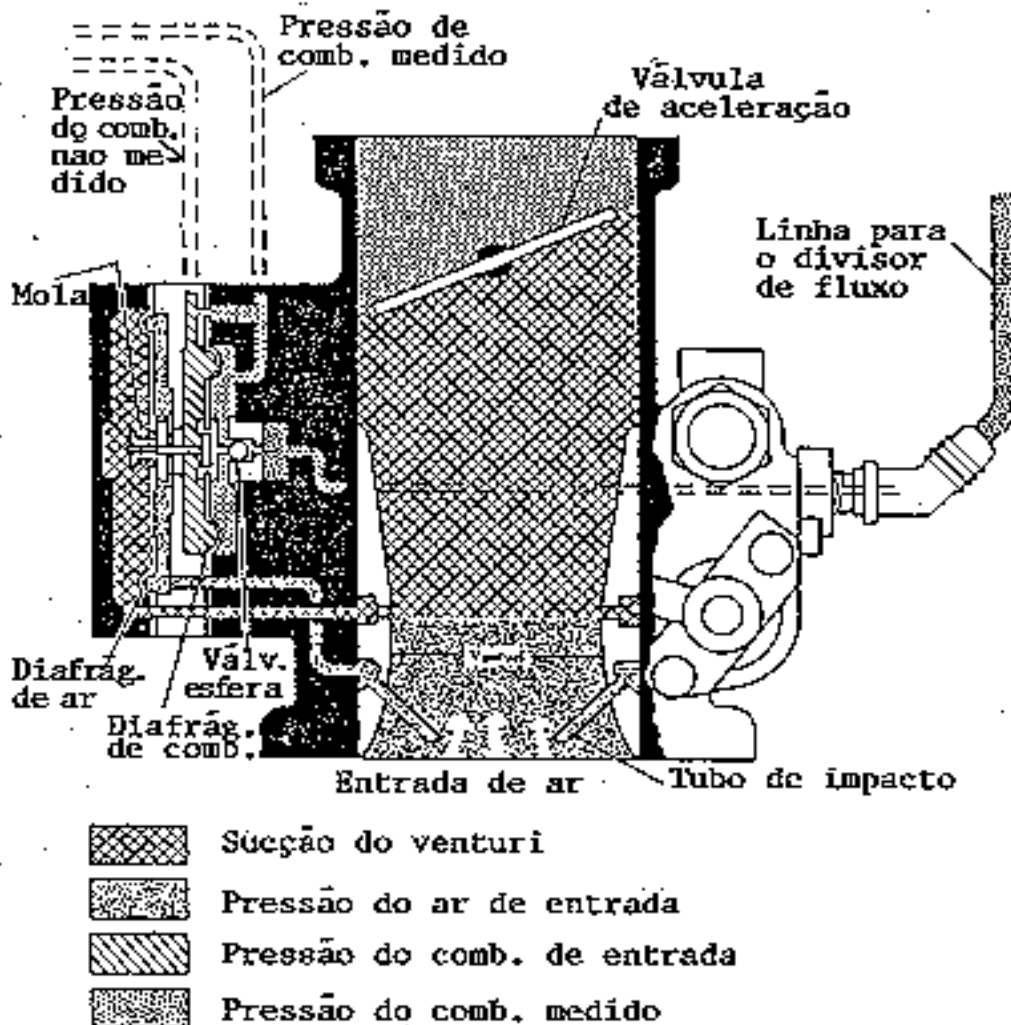 Pressão de
comb. medido
Pressão
do comb.
nao me-
dido
Válvula
de aceleração
Linha para
o divisor
de fluxo
Mola
Diafrág.
de ar
Válv.
esfera
Diafrág.
de comb.
Entrada de ar
Tubo de impacto
Sucção do venturi
Pressão do ar de entrada
Pressão do comb. de entrada
Pressão do comb. medido